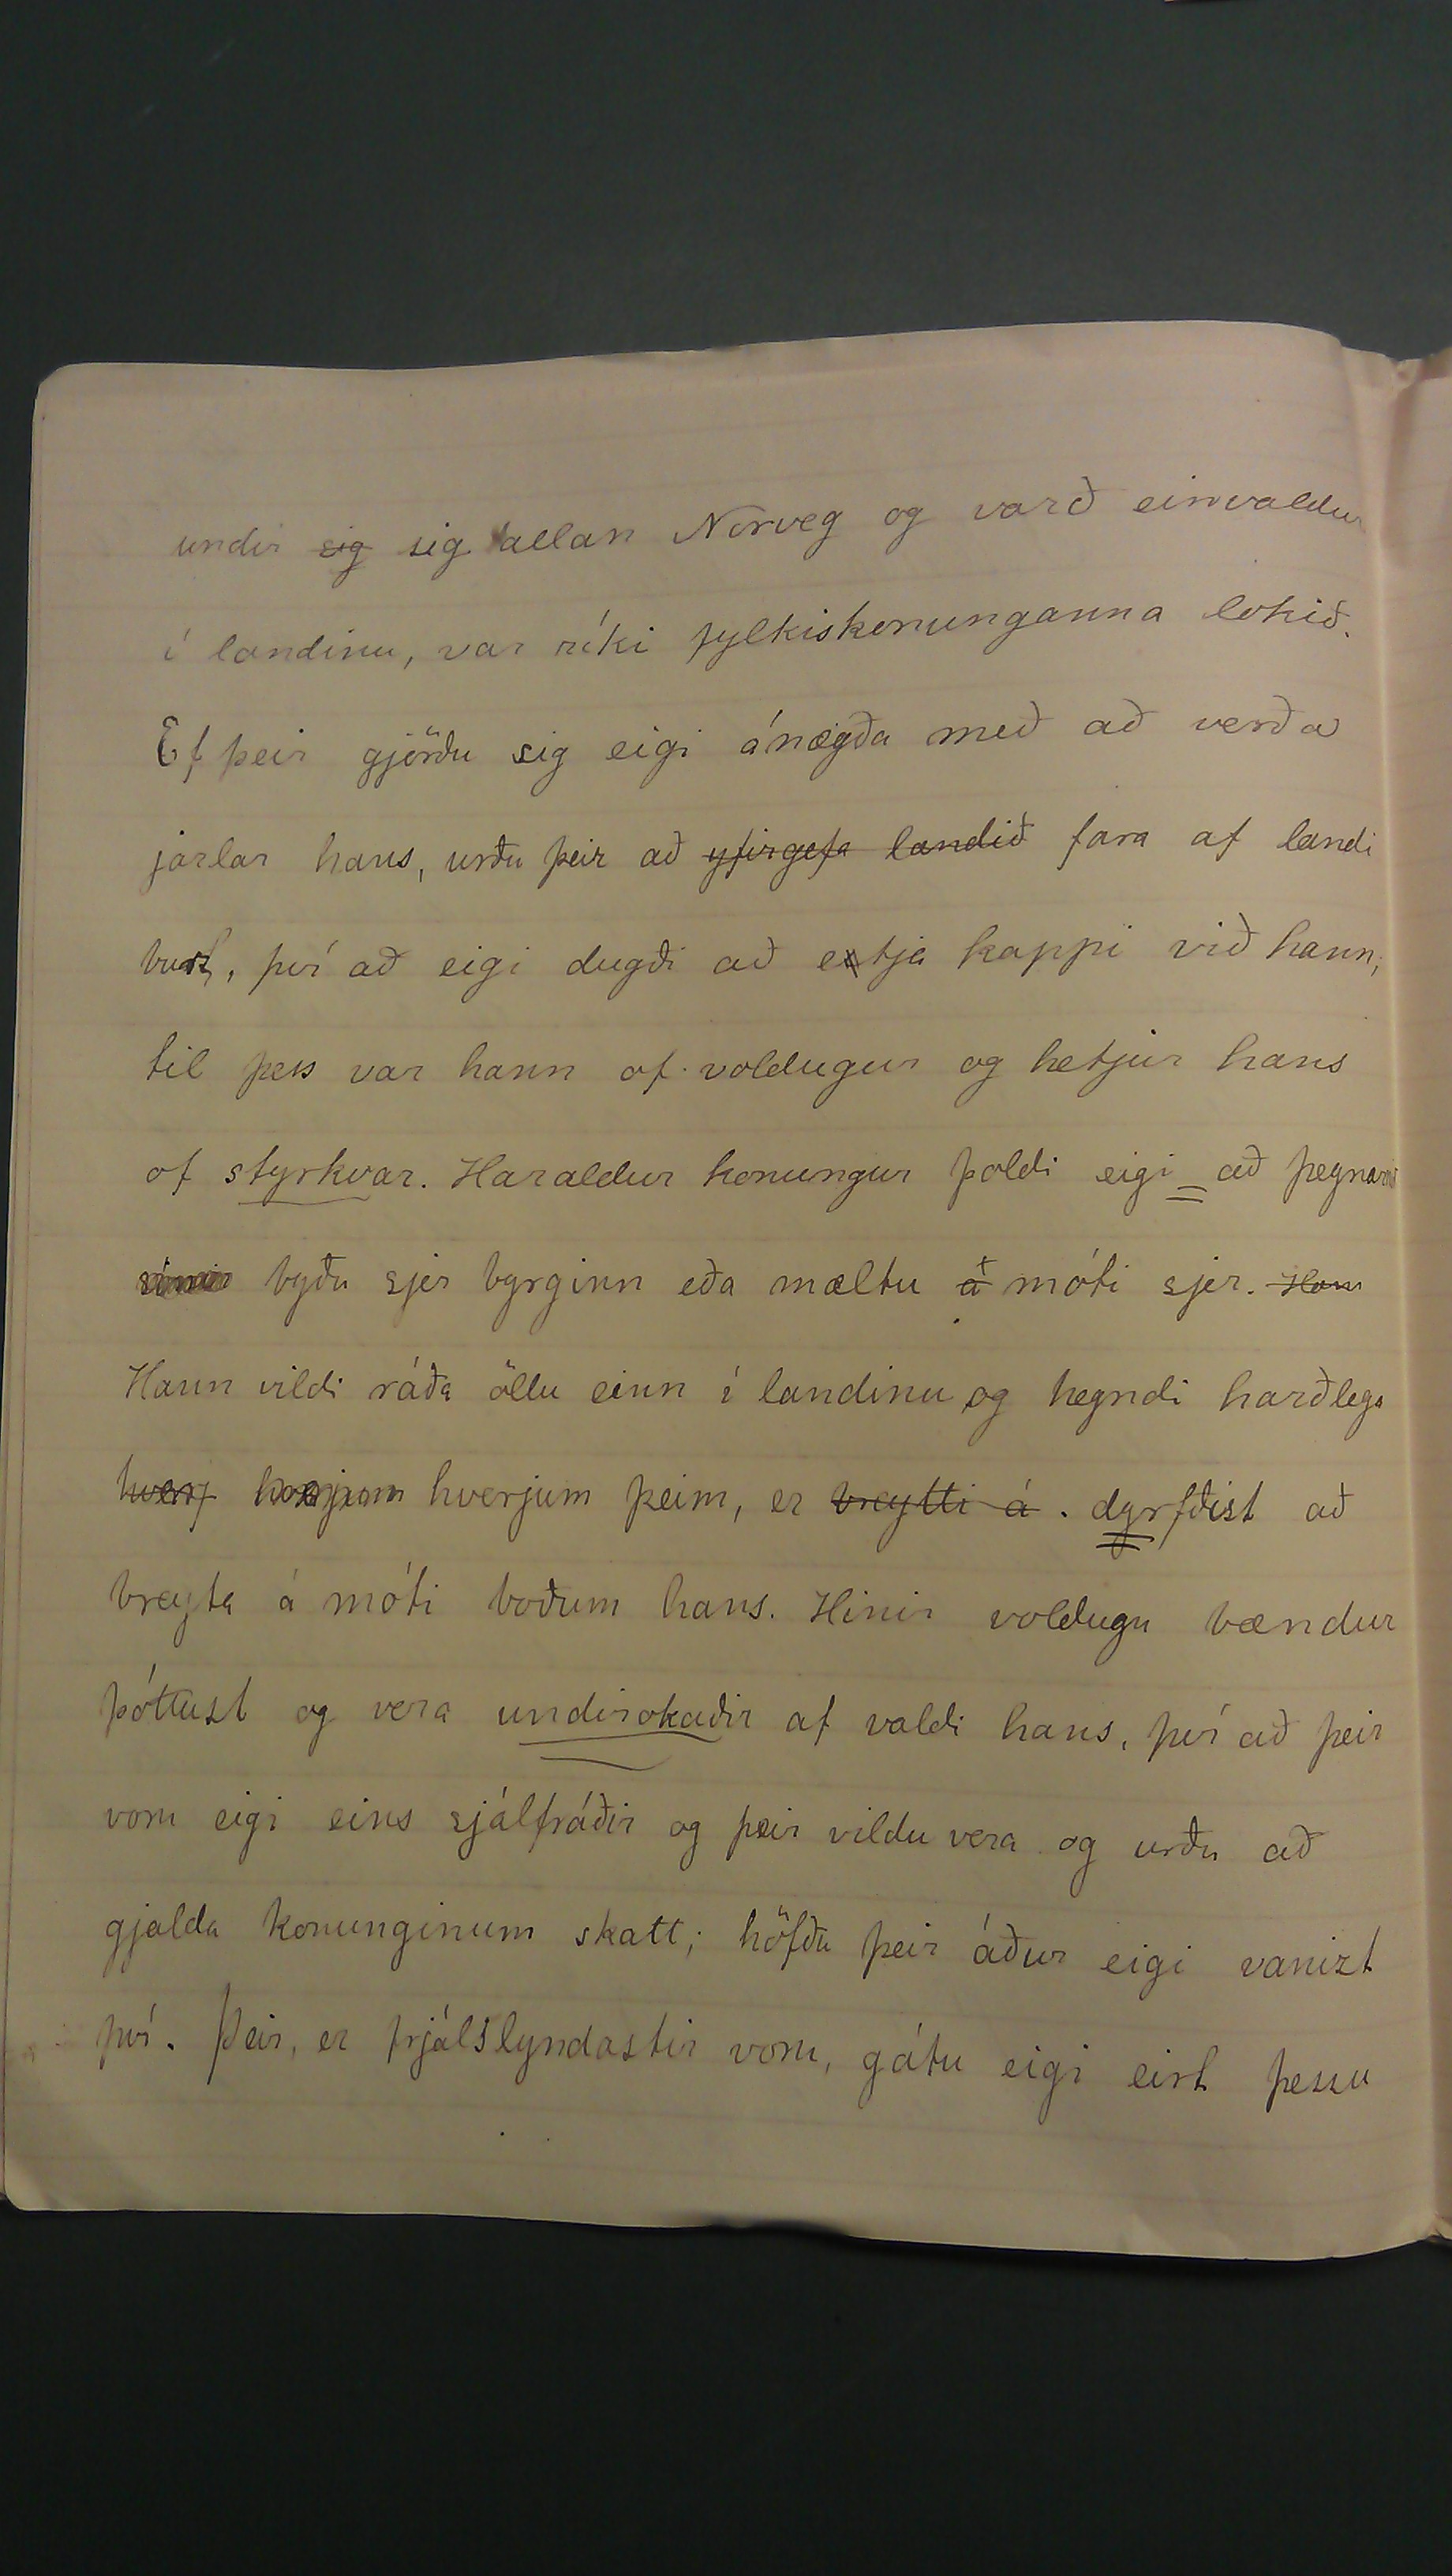 undir sig sig allan Norveg og varð einvaldur
í landinu, var ríki fylkiskonunganna lokið.
Ef þeir gjörðu sig eigi ánægða með að verða
jarlar hans, urðu þeir að yfirgefa landið fara af landi
burt, því að eigi dugði að etja kappi við hann;
til þess var hann of voldugur og hetjur hans
of styrkvar. Haraldur konungur þoldi eigi að þegnarnir
sínir byðu sjer byrginn eða mæltu á móti sjer. Hann
Hann vildi ráða öllu einn í landinu og hegndi harðlega
hverj hverjum hverjum þeim, er breytti á . dyrfðist að
breyta á móti boðum hans. Hinir voldugu bændur
þóttust og vera undirokaðir af valdi hans, því að þeir
voru eigi eins sjálfráðir og þeir vildu vera og urðu að
gjalda konunginum skatt; höfðu þeir áður eigi vanizt
því. Þeir, er frjálslyndastir voru, gátu eigi eirt þessu